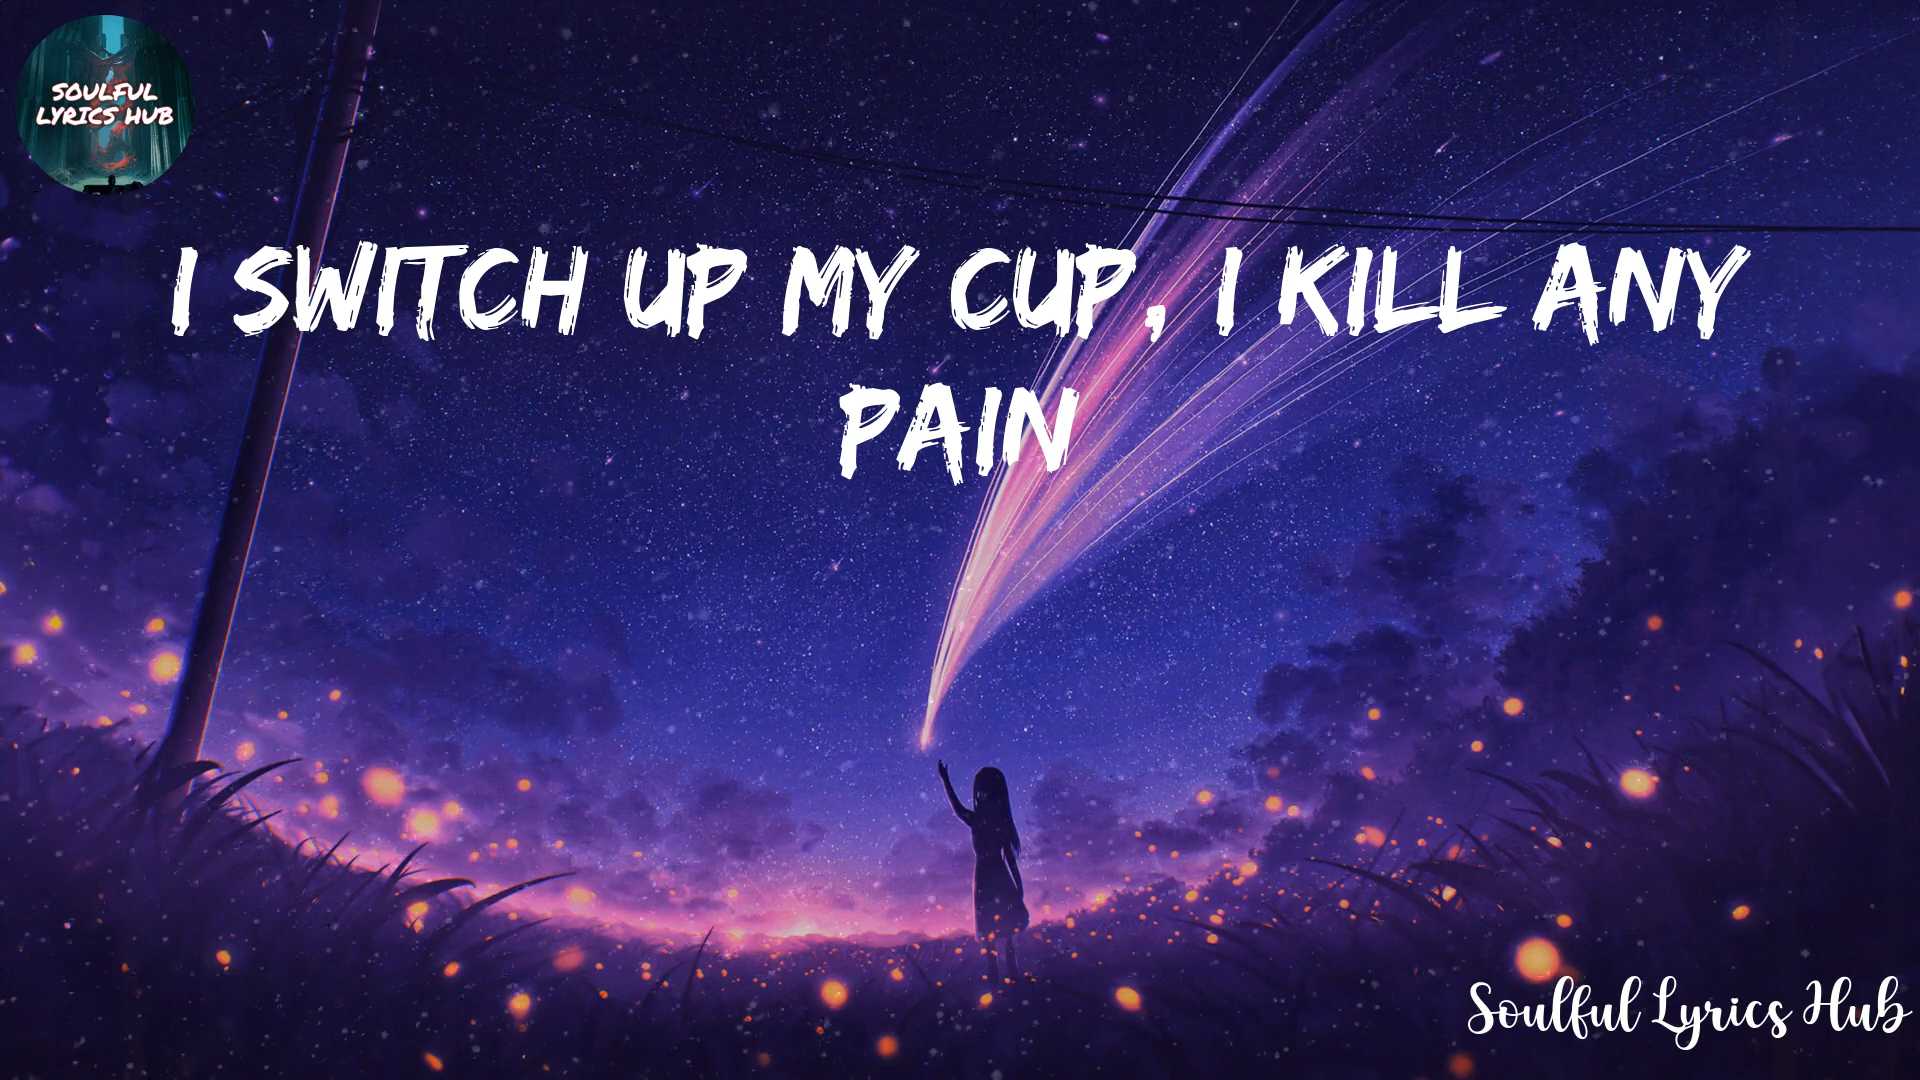 SOULFUL
LYRICS HUB
I SWITCH UP MY CUP, I KILL ANY
PAIN
Soulful Lyrics Hub